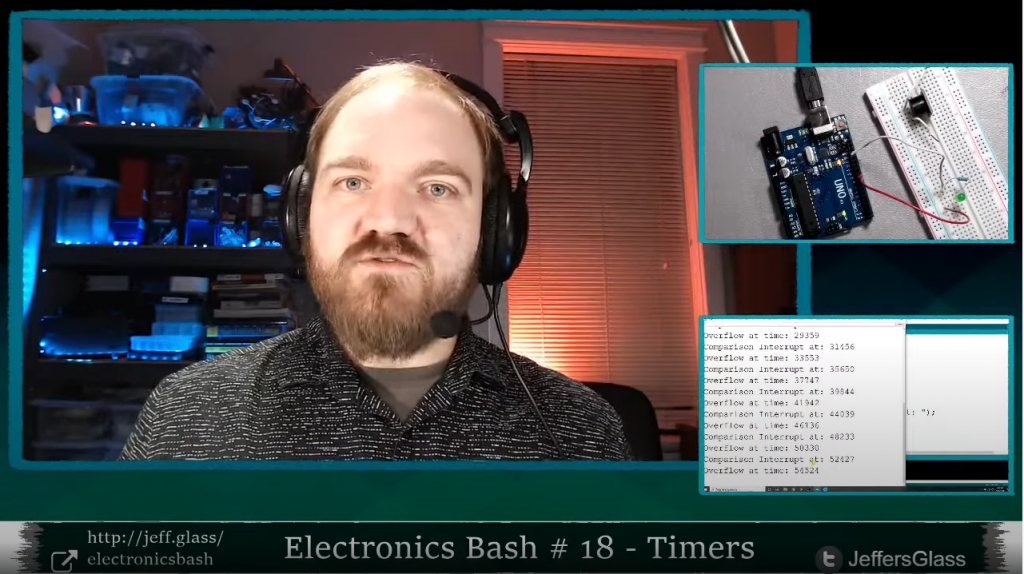 UNO
Overflow at time: 29359
Comparison Interrupt at: 31456
Overflow at time: 33553
Comparison Interrupt at: 35650
Overflow at time: 37747
Comparison Interrupt at: 39844
Overflow at time: 41942
Comparison Interrupt at: 44039
Overflow at time: 46136
Comparison Interrupt at: 48233
Overflow at time: 50330
Comparison Interrupt at: 52427
Overflow at time: 54524
: ");
http://jeff.glass/
electronicsbash
Electronics Bash # 18 - Timers
JeffersGlass